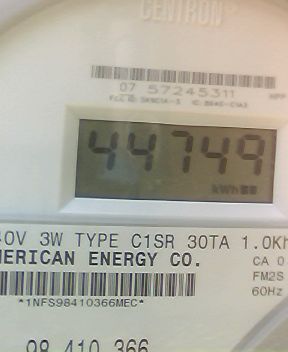 CENTRON
07 57245311
44749
kWh
40V 3W TYPE C1SR 30TA 1.0Kh
MERICAN ENERGY CO.
CA 0
FM2S
60Hz
*1NFS98410366MEC*
98 410 366